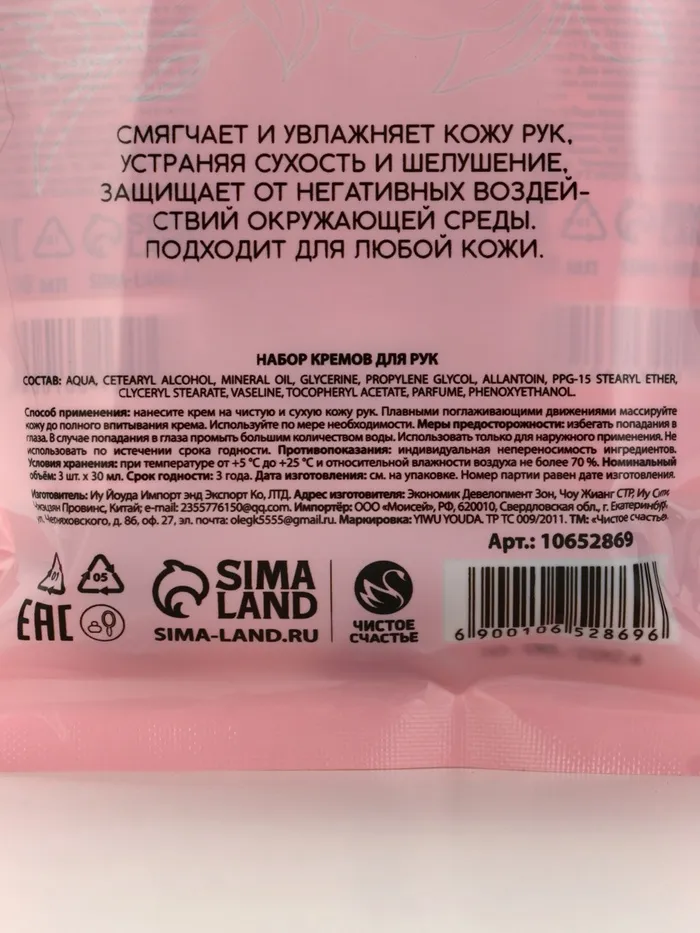 СМЯГЧАЕТ И УВЛАЖНЯЕТ КОЖУ РУК,
УСТРАНЯЯ СУХОСТЬ И ШЕЛУШЕНИЕ,
ЗАЩИЩАЕТ ОТ НЕГАТИВНЫХ ВОЗДЕЙ-
СТВИЙ ОКРУЖАЮЩЕЙ СРЕДЫ.
ПОДХОДИТ ДЛЯ ЛЮБОЙ КОЖИ.
НАБОР КРЕМОВ ДЛЯ РУК
СОСТАВ: AQUA, CETEARYL ALCOHOL, MINERAL OIL, GLYCERINE, PROPYLENE GLYCOL, ALLANTOIN, PPG-15 STEARYL ETHER,
GLYCERYL STEARATE, VASELINE, TOCOPHERYL ACETATE, PARFUME, PHENOXYETHANOL.
Способ применения: нанесите крем на чистую и сухую кожу рук. Плавными поглаживающими движениями массируйте
кожу до полного впитывания крема. Используйте по мере необходимости. Меры предосторожности: избегать попадания в
глаза. В случае попадания в глаза промыть большим количеством воды. Использовать только для наружного применения. Не
использовать по истечении срока годности. Противопоказания: индивидуальная непереносимость ингредиентов.
Условия хранения: при температуре от +5 °C до +25 °C и относительной влажности воздуха не более 70 %. Номинальный
объём: 3 шт. x 30 мл. Срок годности: 3 года. Дата изготовления: см. на упаковке. Номер партии равен дате изготовления.
Изготовитель: Иу Йоуда Импорт энд Экспорт Ко, ЛТД. Адрес изготовителя: Экономик Девелопмент Зон, Чоу Жианг СТР, Иу Сити,
Провинс, Китай; e-mail: 2355776150@qq.com. Импортёр: ООО «Моисей», РФ, 620010, Свердловская обл., г. Екатеринбург,
ул. Черняховского, д. 86, оф. 27, эл. почта: olegk5555@gmail.ru. Маркировка: YIWU YOUDA. ТР ТС 009/2011. ТМ: «Чистое счастье»
Арт.: 10652869
01 05
EAC
SIMA
LAND
SIMA-LAND.RU
ЧИСТОЕ
СЧАСТЬЕ
6 900106 528696